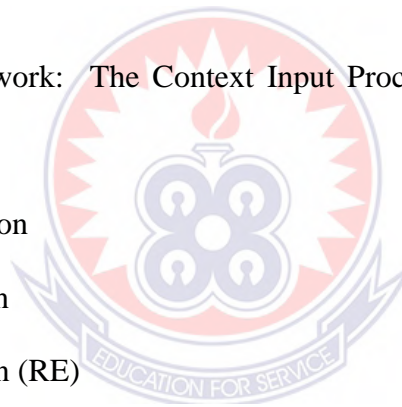 work: The Context Input Proc
on
n
n (RE)
EDUCATION FOR SERVICE